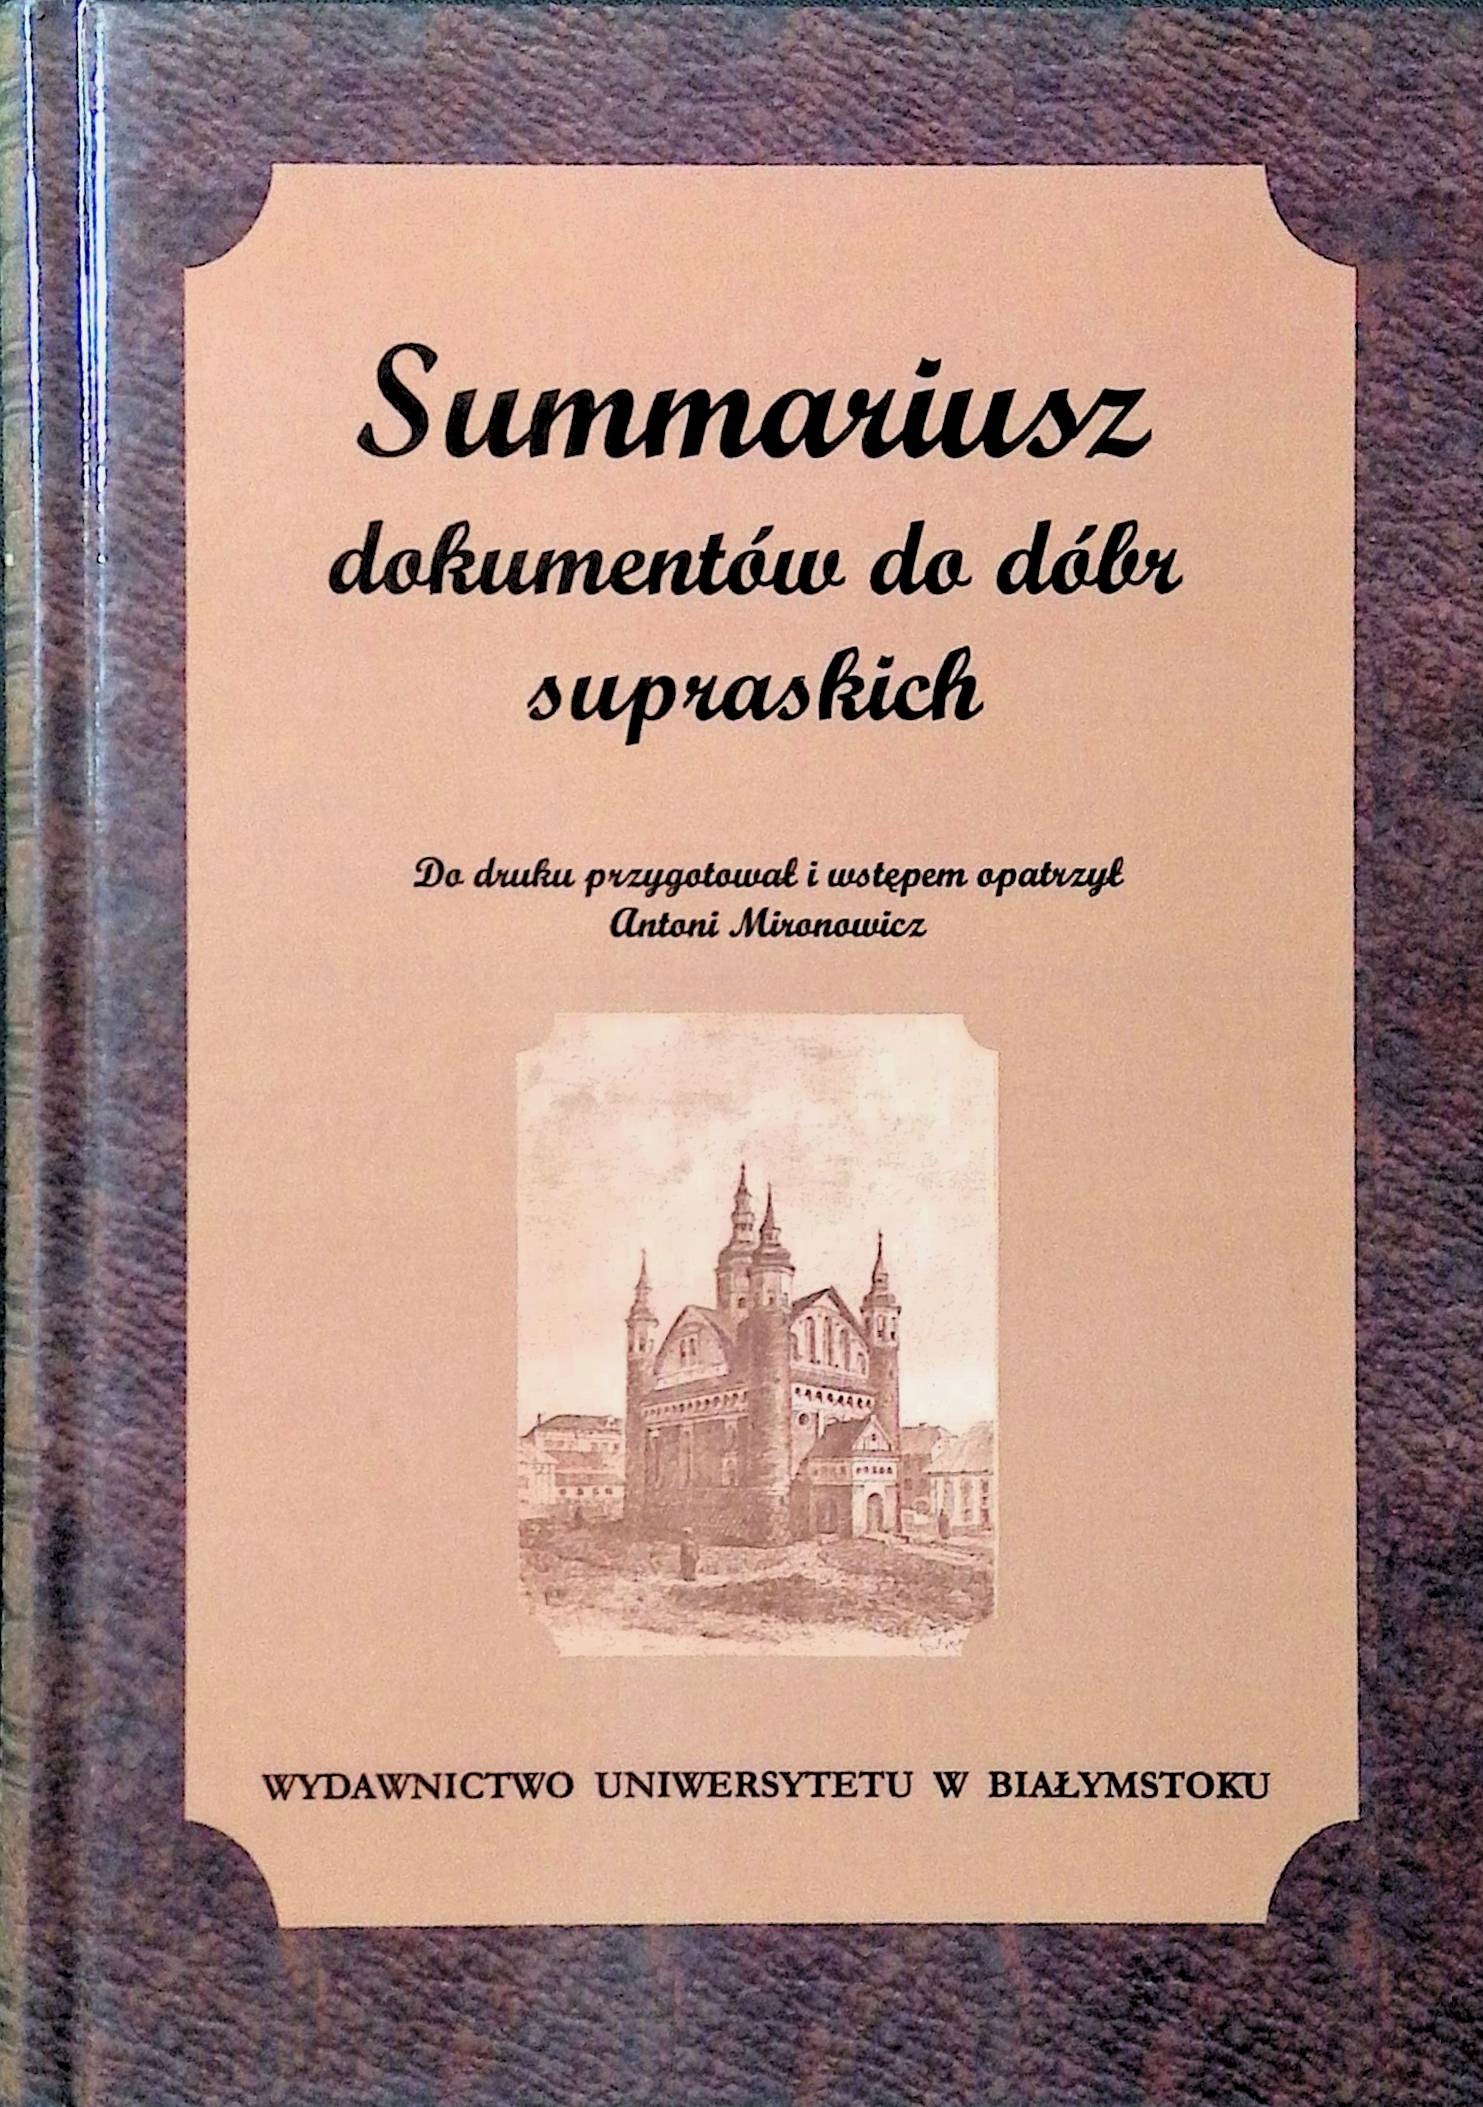 Summariusz
dokumentów do dóbr
supraskich
Do druku przygotował i wstępem opatrzył
Antoni Mironowicz
WYDAWNICTWO UNIWERSYTETU W BIAŁYMSTOKU